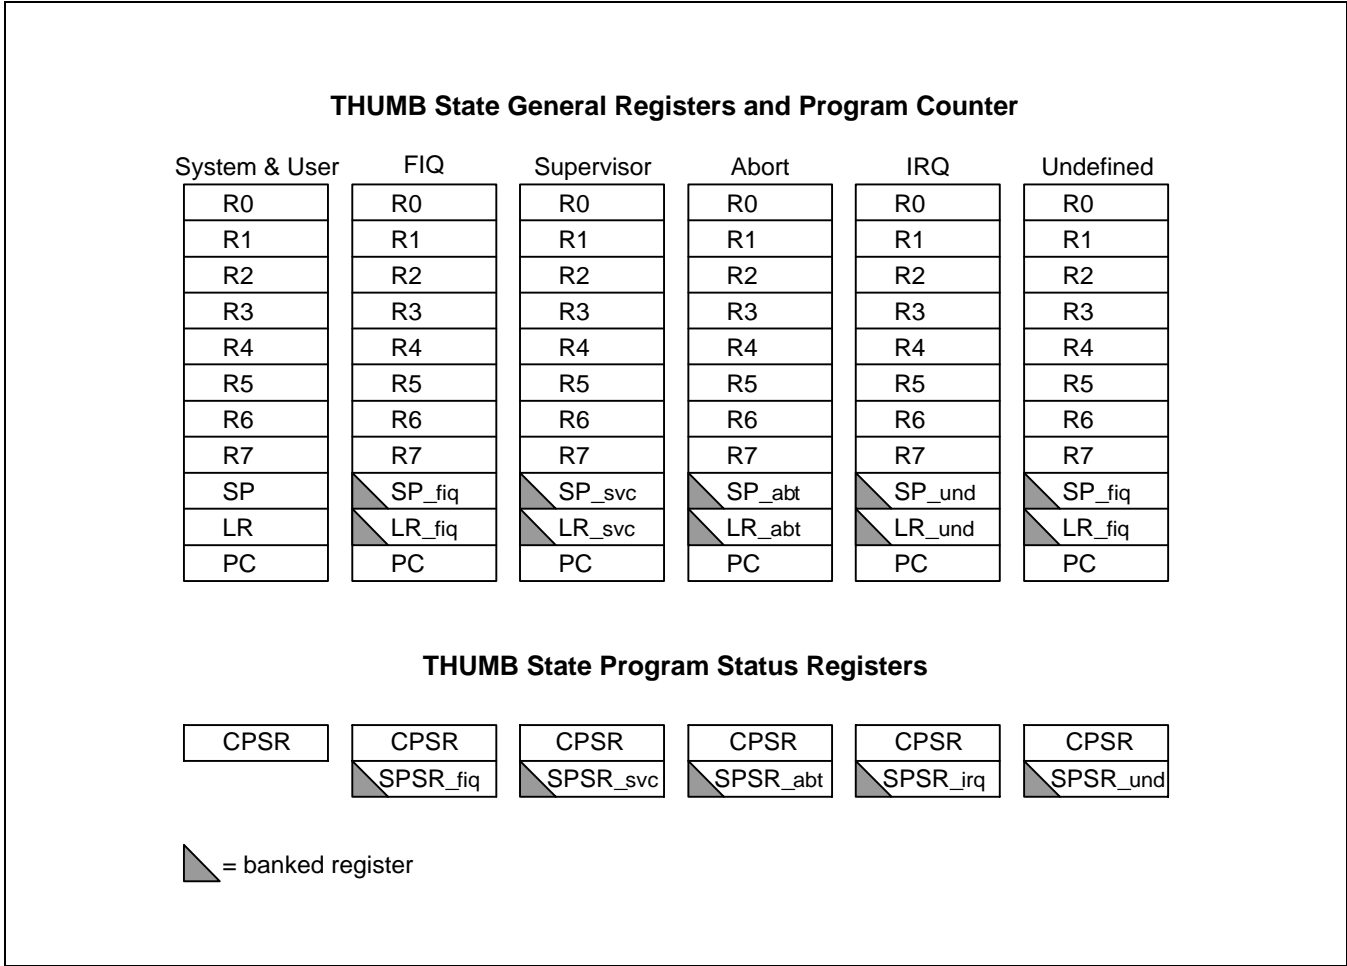 THUMB State General Registers and Program Counter
System & User FIQ Supervisor Abort IRQ Undefined
R0 R0 R0 R0 R0 R0
R1 R1 R1 R1 R1 R1
R2 R2 R2 R2 R2 R2
R3 R3 R3 R3 R3 R3
R4 R4 R4 R4 R4 R4
R5 R5 R5 R5 R5 R5
R6 R6 R6 R6 R6 R6
R7 R7 R7 R7 R7 R7
SP SP_fiq SP_svc SP_abt SP_und SP_fiq
LR LR_fiq LR_svc LR_abt LR_und LR_fiq
PC PC PC PC PC PC
THUMB State Program Status Registers
CPSR CPSR CPSR CPSR CPSR CPSR
SPSR_fiq SPSR_svc SPSR_abt SPSR_irq SPSR_und
= banked register